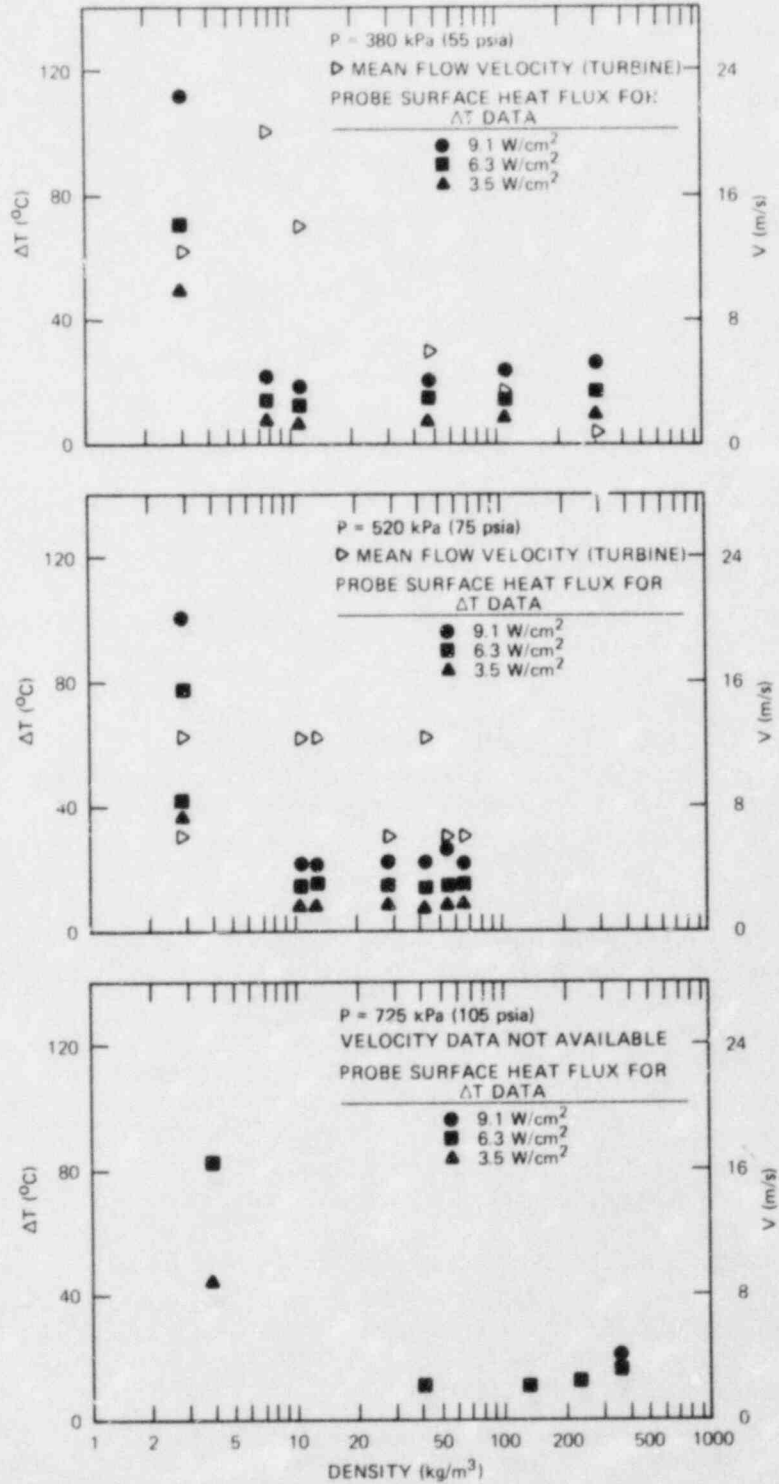 P = 380 kPa (55 psia)
▷ MEAN FLOW VELOCITY (TURBINE)
PROBE SURFACE HEAT FLUX FOR
ΔT DATA
● 9.1 W/cm²
■ 6.3 W/cm²
▲ 3.5 W/cm²
120
80
40
0
ΔT (°C)
24
16
8
0
V (m/s)
P = 520 kPa (75 psia)
▷ MEAN FLOW VELOCITY (TURBINE)
PROBE SURFACE HEAT FLUX FOR
ΔT DATA
● 9.1 W/cm²
■ 6.3 W/cm²
▲ 3.5 W/cm²
120
80
40
0
ΔT (°C)
24
16
8
0
V (m/s)
P = 725 kPa (105 psia)
VELOCITY DATA NOT AVAILABLE
PROBE SURFACE HEAT FLUX FOR
ΔT DATA
● 9.1 W/cm²
■ 6.3 W/cm²
▲ 3.5 W/cm²
120
80
40
0
ΔT (°C)
24
16
8
0
V (m/s)
1 2 5 10 20 50 100 200 500 1000
DENSITY (kg/m³)